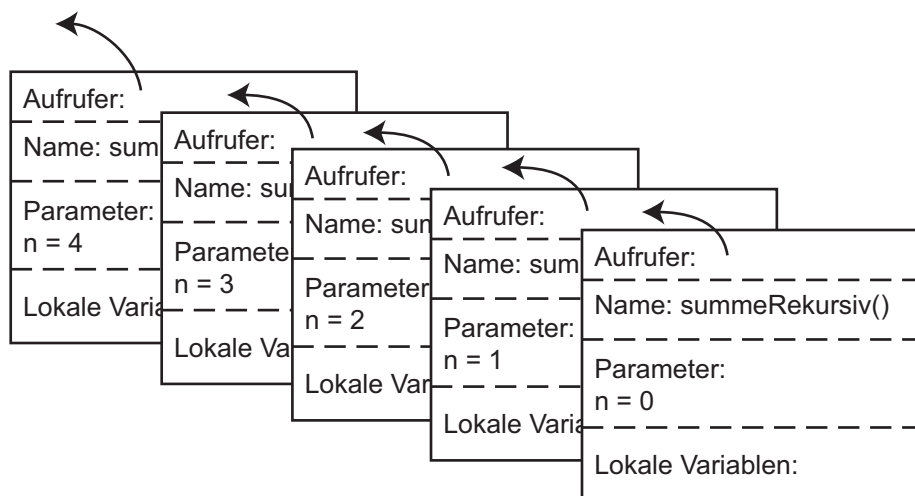 Aufrufer:
Name: sum
Parameter:
n = 4
Lokale Varia
Aufrufer:
Name: su
Paramete
n = 3
Lokale Va
Aufrufer:
Name: sum
Parameter
n = 2
Lokale Var
Aufrufer:
Name: sum
Parameter:
n = 1
Lokale Varia
Aufrufer:
Name: summeRekursiv()
Parameter:
n = 0
Lokale Variablen: